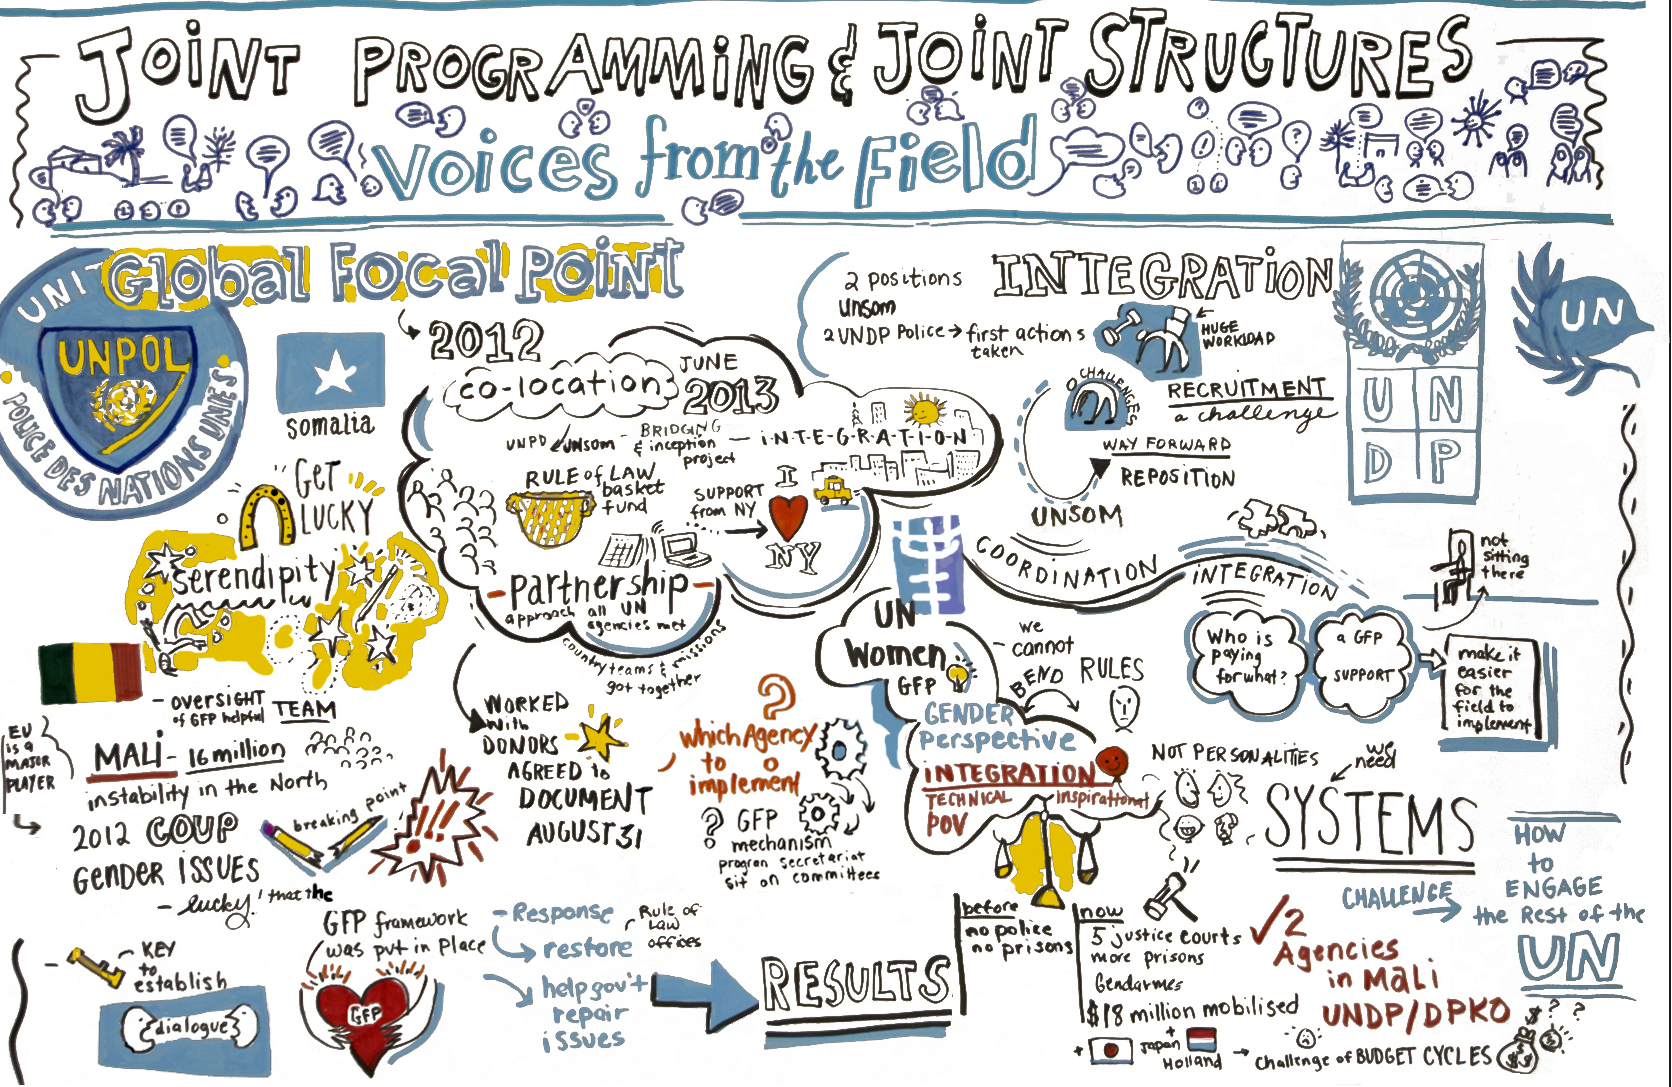 JOiNT PROGRAMMiNG & JOiNT STRUCTURES
Voices from the Field
Global Focal Point
UNPOL
POLICE DES NATIONS UNIES
somalia
"GET LUCKY"
serendipity
- OVERSIGHT
of GFP helpful TEAM
EU
is a
MAJOR
PLAYER
MALi - 16 million
instability in the North
2012 COUP
Gender iSSUES
- lucky! that the
GFP framework
was put in Place
breaking point
!!!
- KEY
to
establish
dialogue
GFP
2012
co-location
JUNE
2013
UNPD / UNSOM - BRIDGING
& inception
project
- i-N-T-E-G-R-A-T-I-O-N
RULE of LAW
basket
fund
SUPPORT
from NY
I
NY
- partnership -
approach all UN
agencies met
country teams & missions
got together
WORKED
with
DONORS
AGREED to
DOCUMENT
AUGUST 31
?
which Agency
to
implement
? GFP
mechanism
program secretariat
sit on committees
- Response
Rule of
Law
offices
restore
help gov't
repair
issues
RESULTS
before
no police
no prisons
now
5 justice courts
more prisons
Gendarmes
$18 million mobilised
+ Japan
+ Holland
→ Challenge of BUDGET CYCLES
✓2
Agencies
in Mali
UNDP/DPKO
INTEGRATiON
2 Positions
Unsom
2 UNDP Police → first actions
taken
HUGE
WORKLOAD
CHALLENGE
RECRUITMENT
a challenge
WAY FORWARD
REPOSITION
UNSOM
UN
DP
UN
COORDINATION
INTEGRATION
not
sitting
there
UN
Women
GFP
GENDER
Perspective
iNTEGRATION
TECHNICAL
POV
inspirational
- we
cannot
BEND RULES
Who is
paying
for what?
a GFP
SUPPORT
make it
easier
for the
field to
implement
NOT PERSONALITIES
we
need
SYSTEMS
CHALLENGE
HOW
to
ENGAGE
the Rest of the
UN
$ ? ?
$$
$